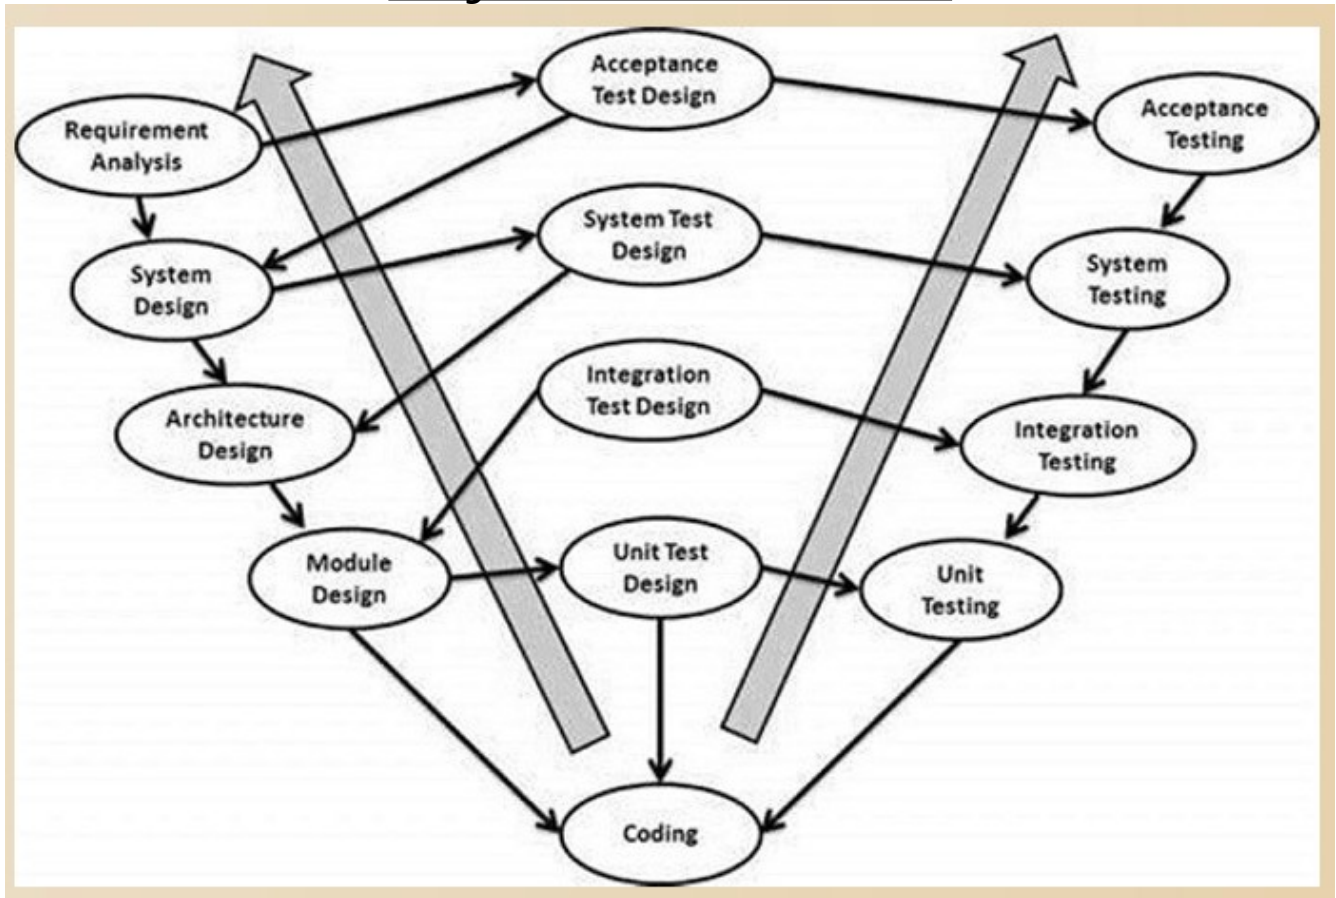 Acceptance
Test Design
Requirement
Analysis
Acceptance
Testing
System Test
Design
System
Design
System
Testing
Integration
Test Design
Architecture
Design
Integration
Testing
Module
Design
Unit Test
Design
Unit
Testing
Coding